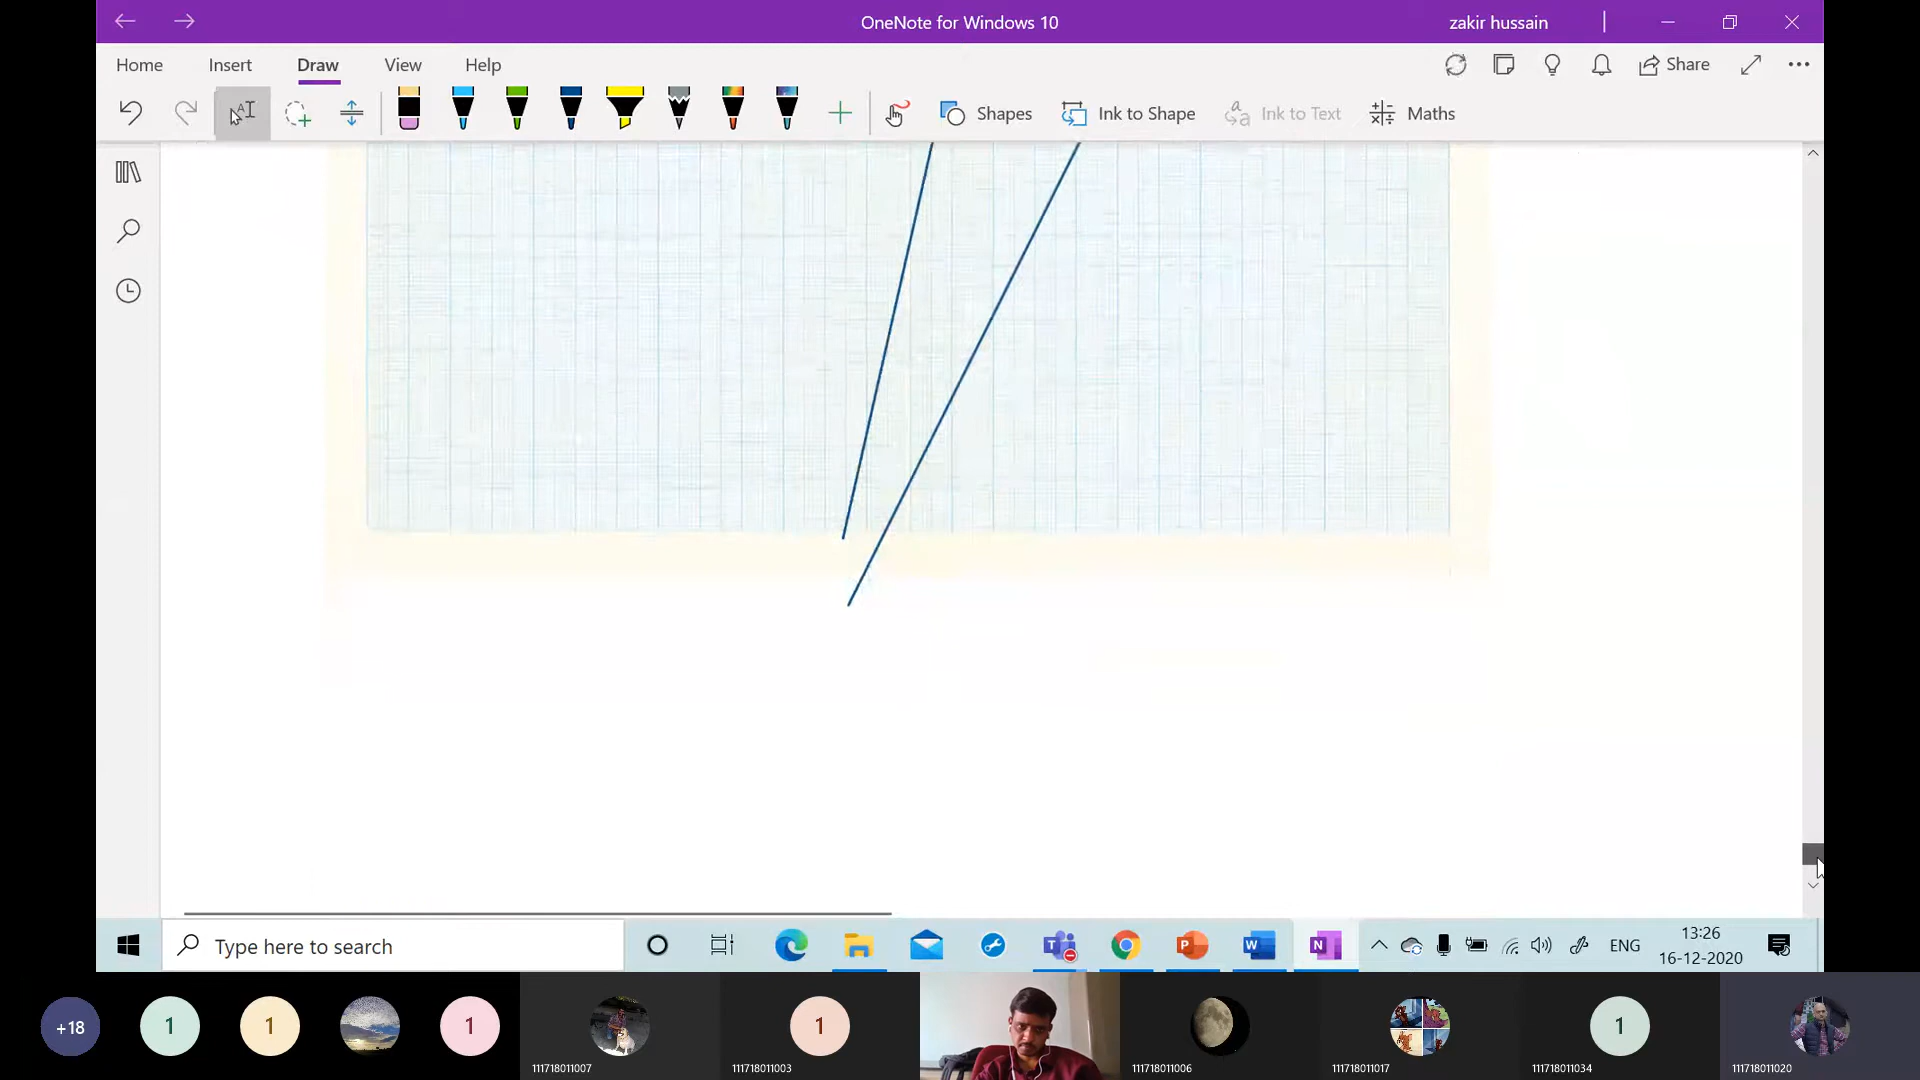 OneNote for Windows 10
zakir hussain
Home Insert Draw View Help
Share
Shapes
Ink to Shape
Ink to Text
Maths
Type here to search
ENG
13:26
16-12-2020
+18
1
1
1
1
1
111718011007
111718011003
111718011006
111718011017
111718011034
111718011020